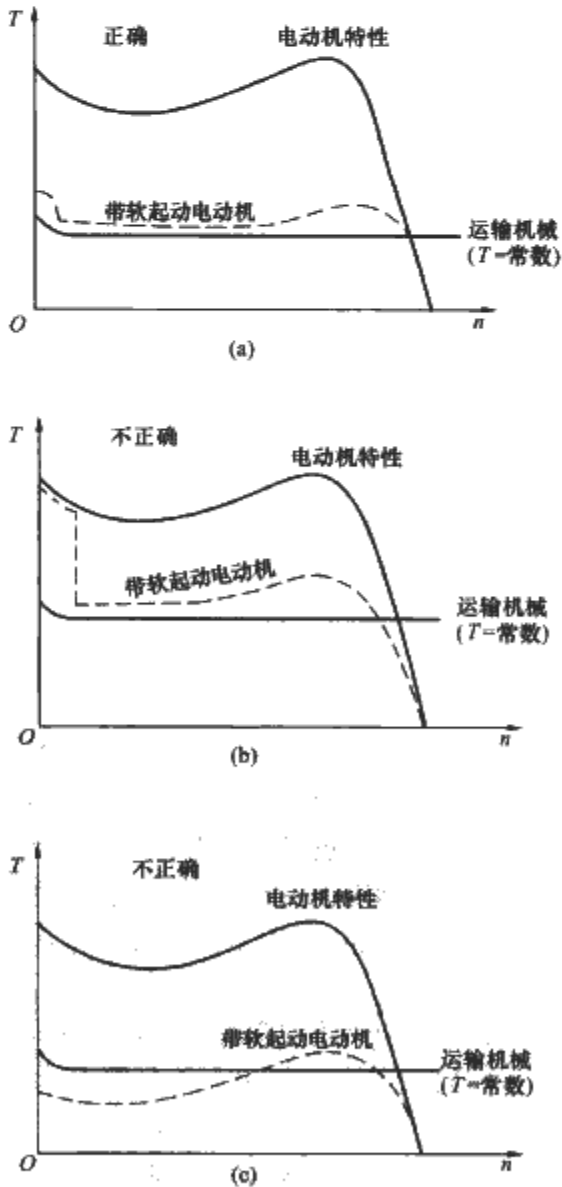 T
正确
电动机特性
带软起动电动机
运输机械
(T=常数)
O
n
(a)
T
不正确
电动机特性
带软起动电动机
运输机械
(T=常数)
O
n
(b)
T
不正确
电动机特性
带软起动电动机
运输机械
(T=常数)
O
n
(c)